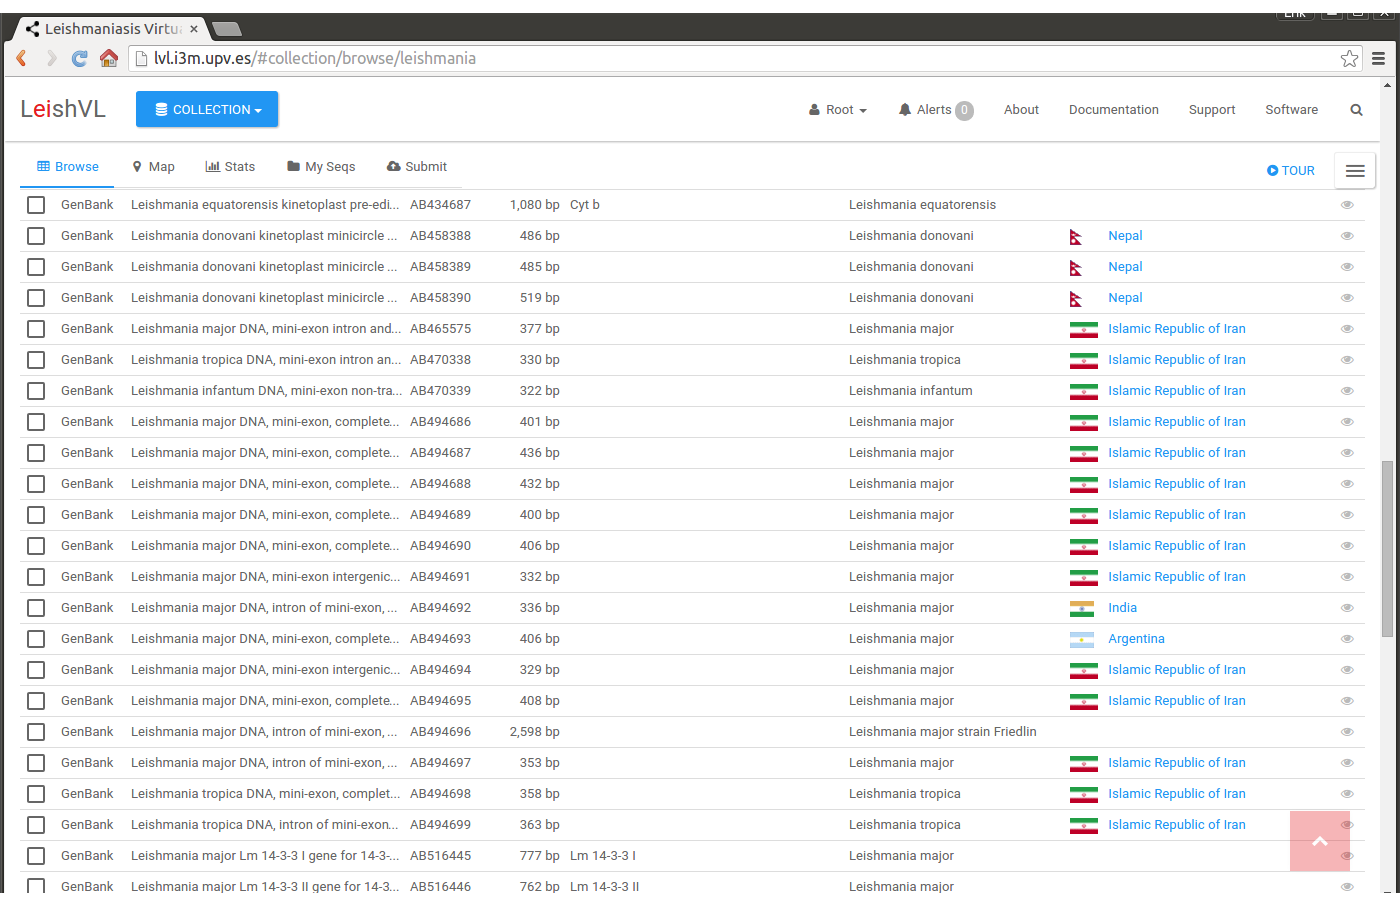 Leishmaniasis Virtu
lvl.i3m.upv.es/#collection/browse/leishmania
LeishVL COLLECTION Root Alerts 0 About Documentation Support Software
Browse Map Stats My Seqs Submit TOUR
GenBank Leishmania equatorensis kinetoplast pre-edi... AB434687 1,080 bp Cyt b Leishmania equatorensis
GenBank Leishmania donovani kinetoplast minicircle ... AB458388 486 bp Leishmania donovani Nepal
GenBank Leishmania donovani kinetoplast minicircle ... AB458389 485 bp Leishmania donovani Nepal
GenBank Leishmania donovani kinetoplast minicircle ... AB458390 519 bp Leishmania donovani Nepal
GenBank Leishmania major DNA, mini-exon intron and... AB465575 377 bp Leishmania major Islamic Republic of Iran
GenBank Leishmania tropica DNA, mini-exon intron an... AB470338 330 bp Leishmania tropica Islamic Republic of Iran
GenBank Leishmania infantum DNA, mini-exon non-tra... AB470339 322 bp Leishmania infantum Islamic Republic of Iran
GenBank Leishmania major DNA, mini-exon, complete... AB494686 401 bp Leishmania major Islamic Republic of Iran
GenBank Leishmania major DNA, mini-exon, complete... AB494687 436 bp Leishmania major Islamic Republic of Iran
GenBank Leishmania major DNA, mini-exon, complete... AB494688 432 bp Leishmania major Islamic Republic of Iran
GenBank Leishmania major DNA, mini-exon, complete... AB494689 400 bp Leishmania major Islamic Republic of Iran
GenBank Leishmania major DNA, mini-exon, complete... AB494690 406 bp Leishmania major Islamic Republic of Iran
GenBank Leishmania major DNA, mini-exon intergenic... AB494691 332 bp Leishmania major Islamic Republic of Iran
GenBank Leishmania major DNA, intron of mini-exon, ... AB494692 336 bp Leishmania major India
GenBank Leishmania major DNA, mini-exon, complete... AB494693 406 bp Leishmania major Argentina
GenBank Leishmania major DNA, mini-exon intergenic... AB494694 329 bp Leishmania major Islamic Republic of Iran
GenBank Leishmania major DNA, mini-exon, complete... AB494695 408 bp Leishmania major Islamic Republic of Iran
GenBank Leishmania major DNA, intron of mini-exon, ... AB494696 2,598 bp Leishmania major strain Friedlin
GenBank Leishmania major DNA, intron of mini-exon, ... AB494697 353 bp Leishmania major Islamic Republic of Iran
GenBank Leishmania tropica DNA, mini-exon, complet... AB494698 358 bp Leishmania tropica Islamic Republic of Iran
GenBank Leishmania tropica DNA, intron of mini-exon... AB494699 363 bp Leishmania tropica Islamic Republic of Iran
GenBank Leishmania major Lm 14-3-3 I gene for 14-3-... AB516445 777 bp Lm 14-3-3 I Leishmania major
GenBank Leishmania major Lm 14-3-3 II gene for 14-3... AB516446 762 bp Lm 14-3-3 II Leishmania major